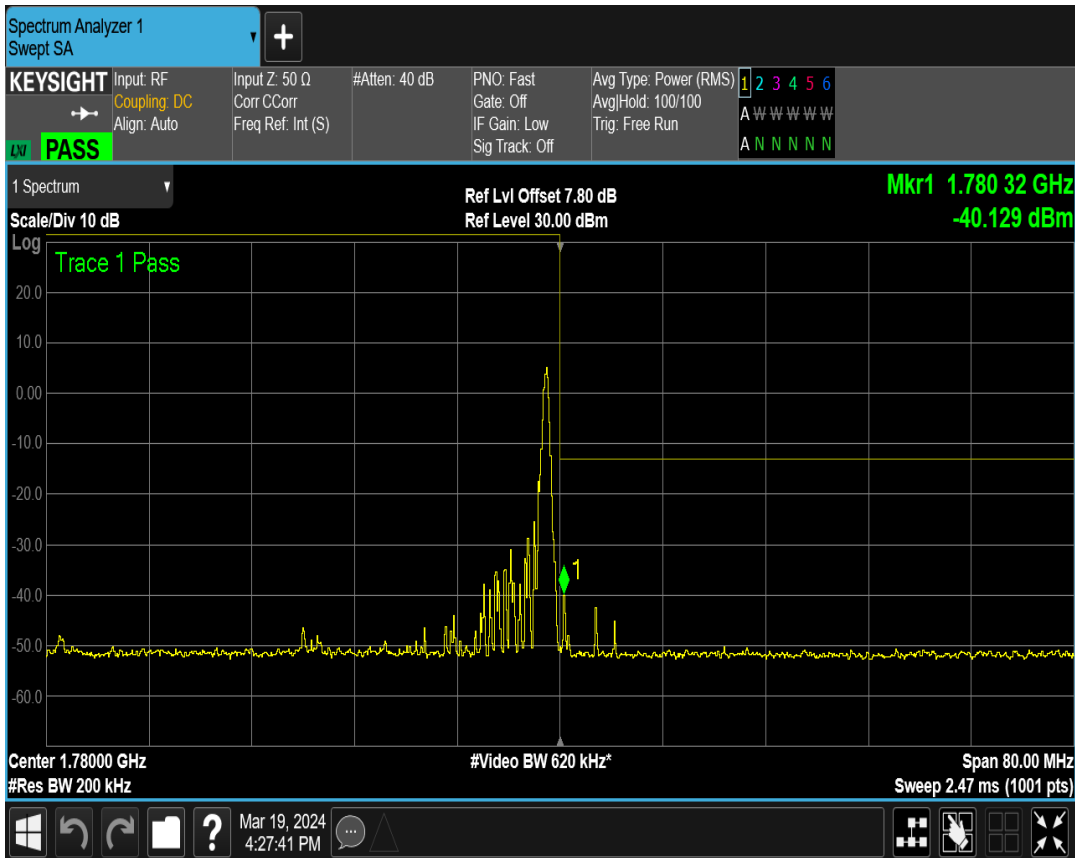 Spectrum Analyzer 1
Swept SA
+
KEYSIGHT
LXI PASS
Input: RF
Coupling: DC
Align: Auto
Input Z: 50 Ω
Corr CCorr
Freq Ref: Int (S)
#Atten: 40 dB
PNO: Fast
Gate: Off
IF Gain: Low
Sig Track: Off
Avg Type: Power (RMS)
Avg|Hold: 100/100
Trig: Free Run
1 2 3 4 5 6
A W W W W W
A N N N N N
1 Spectrum
Scale/Div 10 dB
Ref Lvl Offset 7.80 dB
Ref Level 30.00 dBm
Mkr1 1.780 32 GHz
-40.129 dBm
Log
Trace 1 Pass
20.0
10.0
0.00
-10.0
-20.0
-30.0
1
-40.0
-50.0
-60.0
Center 1.78000 GHz
#Video BW 620 kHz*
Span 80.00 MHz
#Res BW 200 kHz
Sweep 2.47 ms (1001 pts)
?
Mar 19, 2024
4:27:41 PM